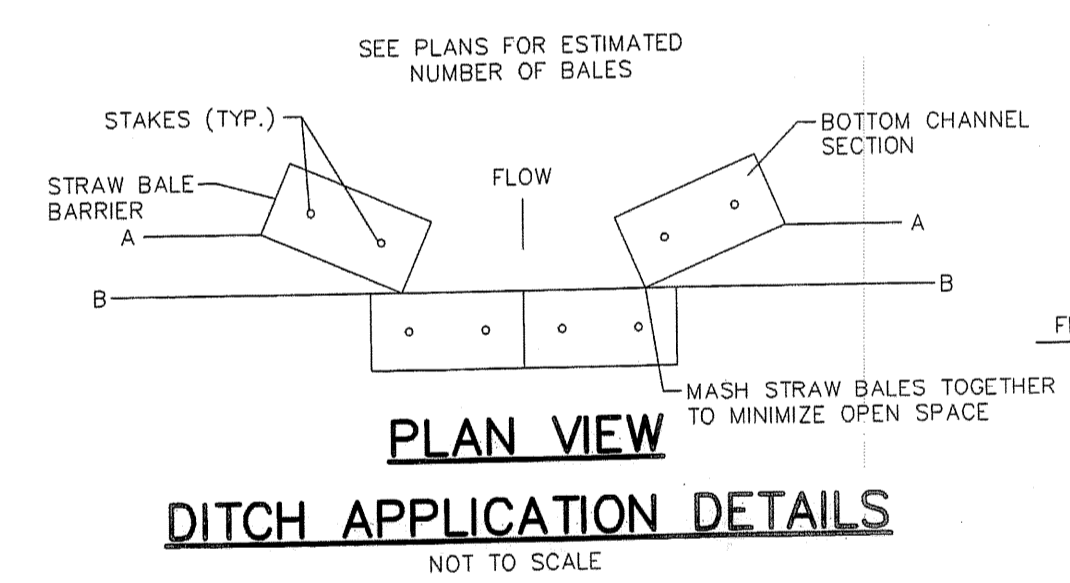 SEE PLANS FOR ESTIMATED
NUMBER OF BALES
STAKES (TYP.)
BOTTOM CHANNEL
SECTION
STRAW BALE
BARRIER
FLOW
A
A
B
B
MASH STRAW BALES TOGETHER
TO MINIMIZE OPEN SPACE
PLAN VIEW
DITCH APPLICATION DETAILS
NOT TO SCALE